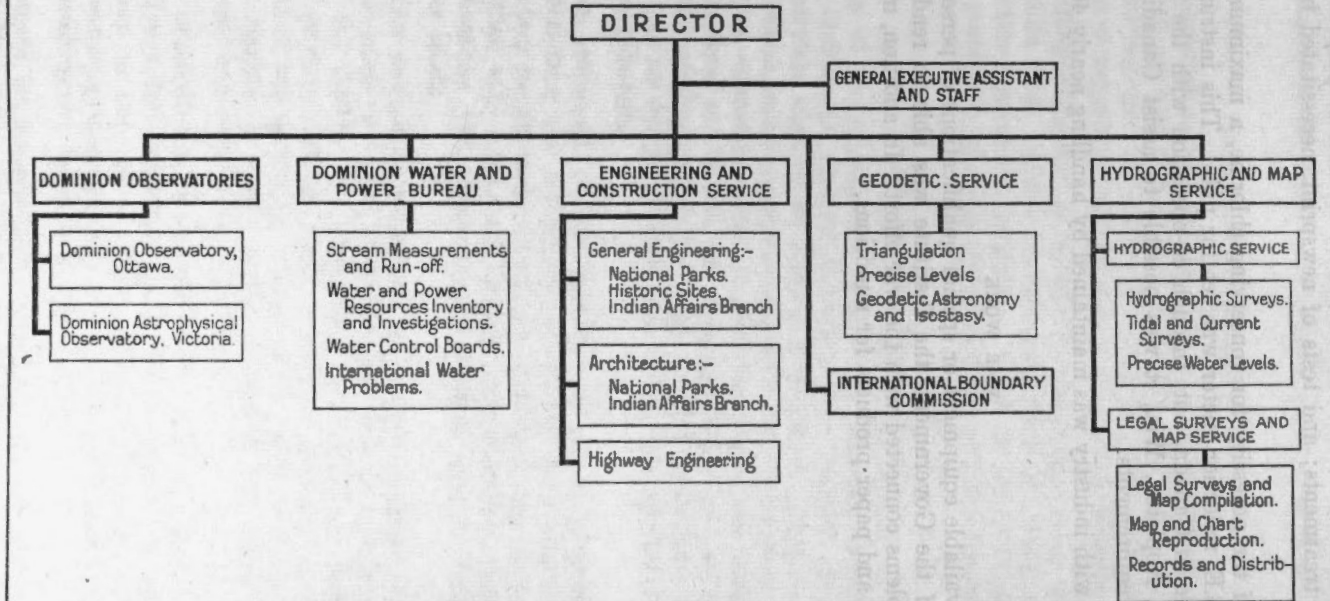 DIRECTOR
GENERAL EXECUTIVE ASSISTANT
AND STAFF
DOMINION OBSERVATORIES
Dominion Observatory,
Ottawa.
Dominion Astrophysical
Observatory, Victoria.
DOMINION WATER AND
POWER BUREAU
Stream Measurements
and Run-off.
Water and Power
Resources Inventory
and Investigations.
Water Control Boards.
International Water
Problems.
ENGINEERING AND
CONSTRUCTION SERVICE
General Engineering:-
National Parks.
Historic Sites.
Indian Affairs Branch
Architecture:-
National Parks.
Indian Affairs Branch.
Highway Engineering
GEODETIC SERVICE
Triangulation
Precise Levels
Geodetic Astronomy
and Isostasy.
INTERNATIONAL BOUNDARY
COMMISSION
HYDROGRAPHIC AND MAP
SERVICE
HYDROGRAPHIC SERVICE
Hydrographic Surveys.
Tidal and Current
Surveys.
Precise Water Levels.
LEGAL SURVEYS AND
MAP SERVICE
Legal Surveys and
Map Compilation.
Map and Chart
Reproduction.
Records and Distrib-
ution.